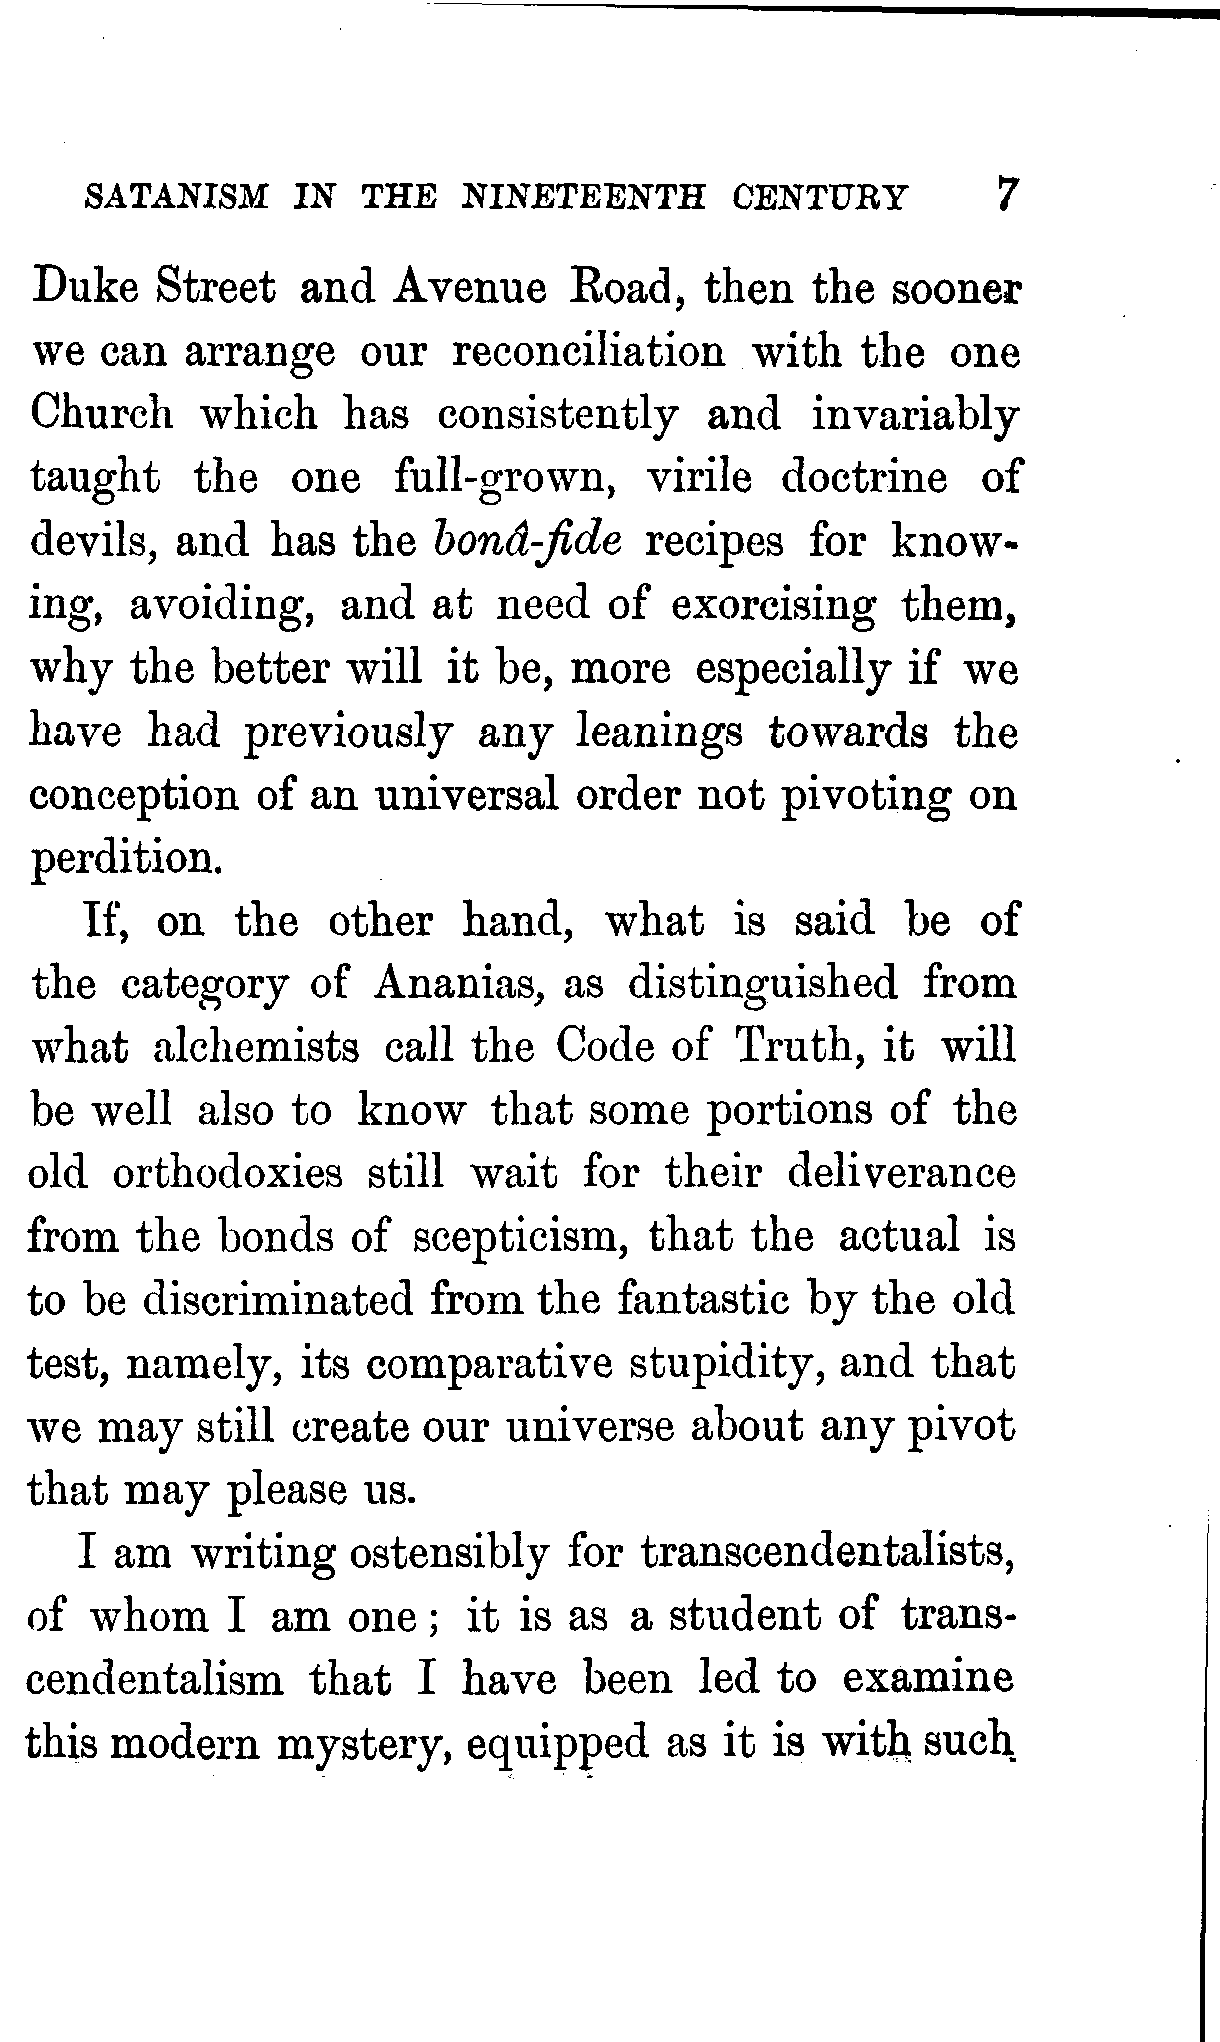 SATANISM IN THE NINETEENTH CENTURY 7
Duke Street and Avenue Road, then the sooner
we can arrange our reconciliation with the one
Church which has consistently and invariably
taught the one full-grown, virile doctrine of
devils, and has the bonâ-fide recipes for know-
ing, avoiding, and at need of exorcising them,
why the better will it be, more especially if we
have had previously any leanings towards the
conception of an universal order not pivoting on
perdition.
If, on the other hand, what is said be of
the category of Ananias, as distinguished from
what alchemists call the Code of Truth, it will
be well also to know that some portions of the
old orthodoxies still wait for their deliverance
from the bonds of scepticism, that the actual is
to be discriminated from the fantastic by the old
test, namely, its comparative stupidity, and that
we may still create our universe about any pivot
that may please us.
I am writing ostensibly for transcendentalists,
of whom I am one; it is as a student of trans-
cendentalism that I have been led to examine
this modern mystery, equipped as it is with such